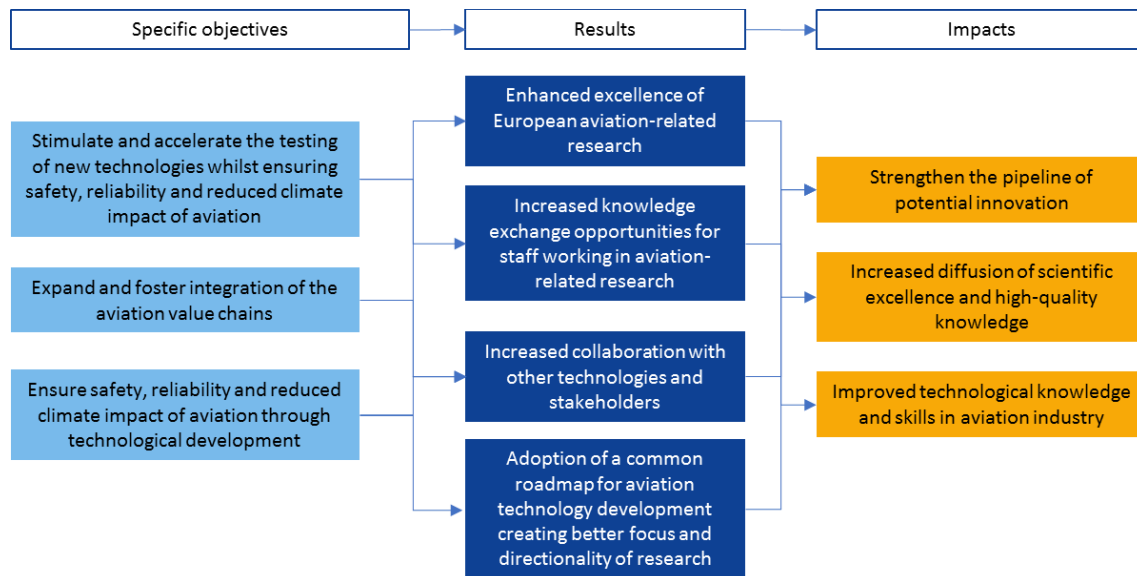 Specific objectives
Results
Impacts
Stimulate and accelerate the testing
of new technologies whilst ensuring
safety, reliability and reduced climate
impact of aviation
Expand and foster integration of the
aviation value chains
Ensure safety, reliability and reduced
climate impact of aviation through
technological development
Enhanced excellence of
European aviation-related
research
Increased knowledge
exchange opportunities for
staff working in aviation-
related research
Increased collaboration with
other technologies and
stakeholders
Adoption of a common
roadmap for aviation
technology development
creating better focus and
directionality of research
Strengthen the pipeline of
potential innovation
Increased diffusion of scientific
excellence and high-quality
knowledge
Improved technological knowledge
and skills in aviation industry